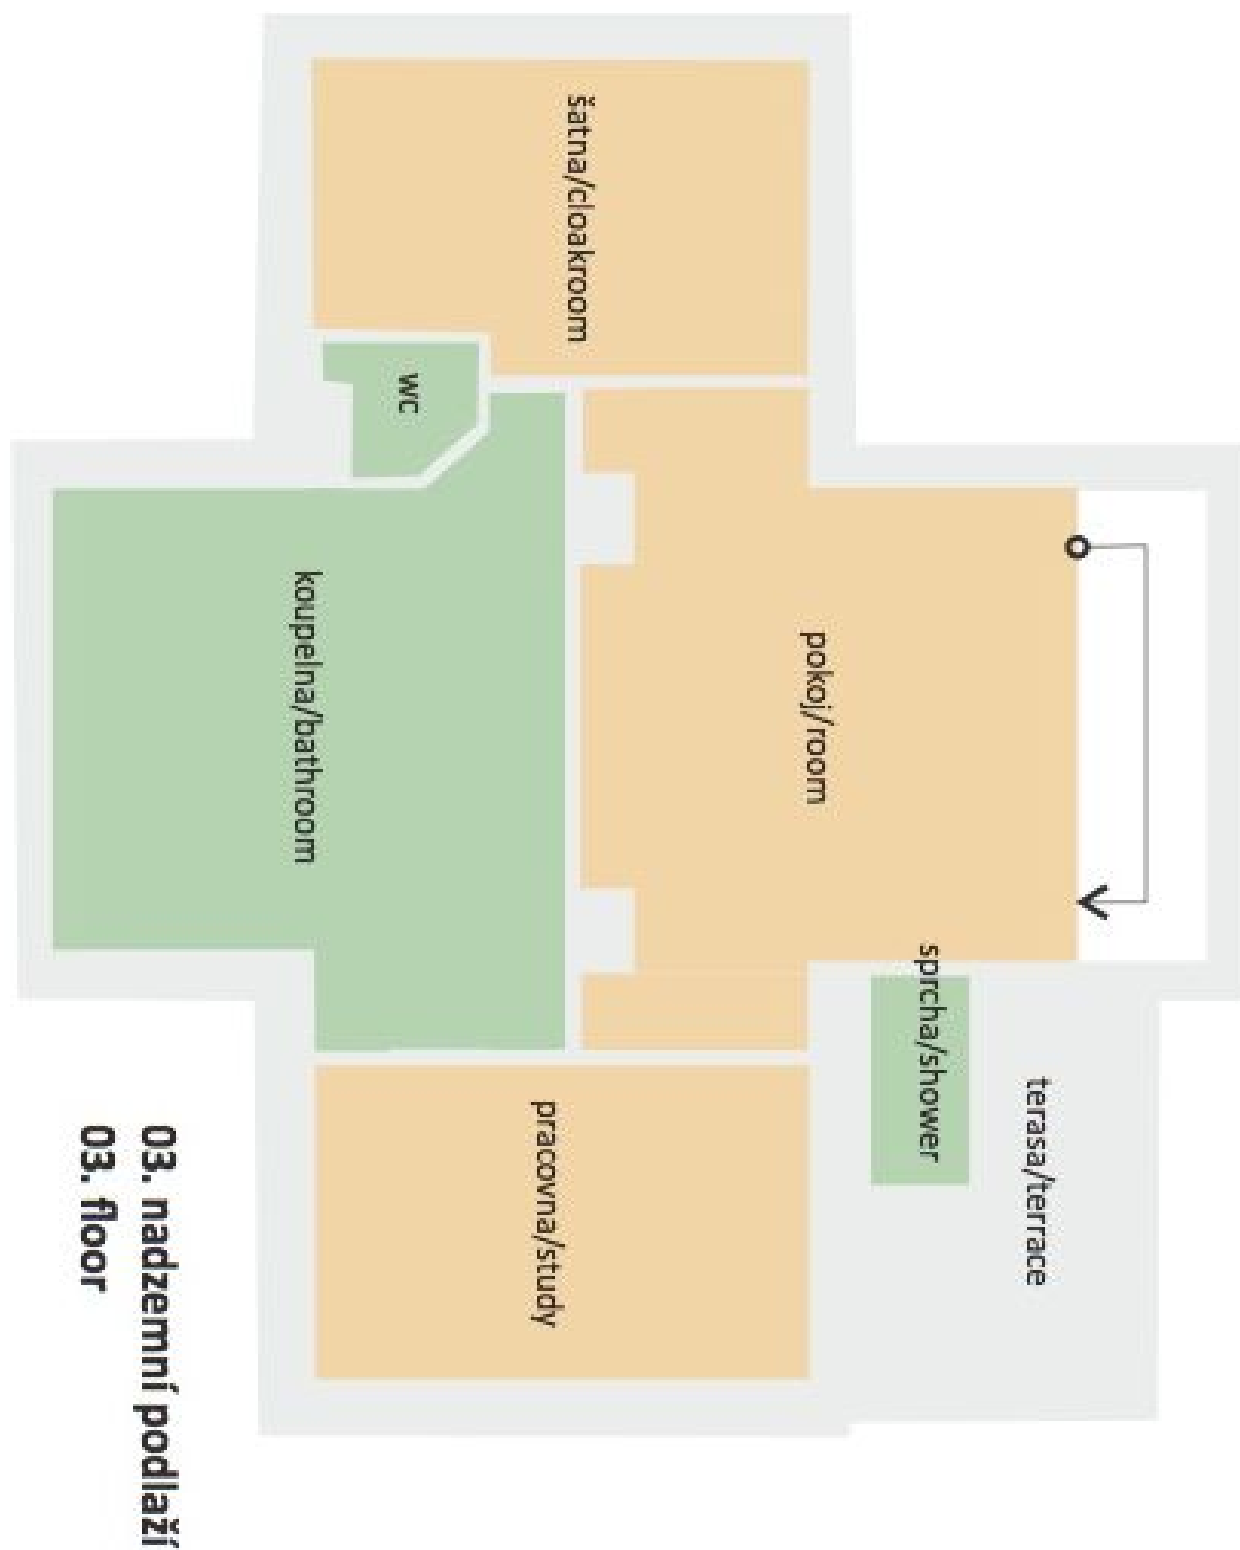 terasa/terrace
sprcha/shower
pokoj/room
šatna/cloakroom
pracovna/study
wc
koupelna/bathroom
03. nadzemní podlaží
03. floor